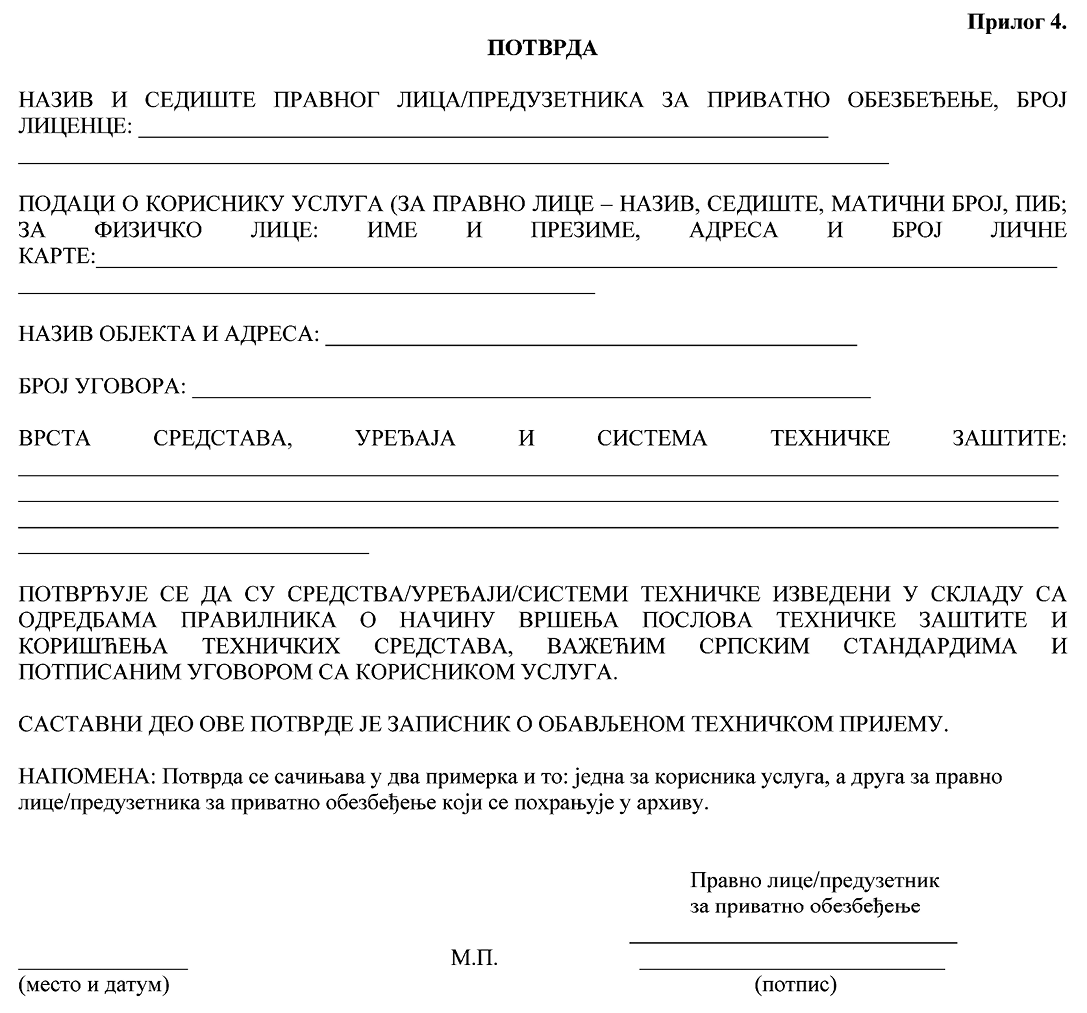 Прилог 4.
ПОТВРДА
НАЗИВ И СЕДИШТЕ ПРАВНОГ ЛИЦА/ПРЕДУЗЕТНИКА ЗА ПРИВАТНО ОБЕЗБЕЂЕЊЕ, БРОЈ
ЛИЦЕНЦЕ:
ПОДАЦИ О КОРИСНИКУ УСЛУГА (ЗА ПРАВНО ЛИЦЕ – НАЗИВ, СЕДИШТЕ, МАТИЧНИ БРОЈ, ПИБ;
ЗА ФИЗИЧКО ЛИЦЕ: ИМЕ И ПРЕЗИМЕ, АДРЕСА И БРОЈ ЛИЧНЕ
КАРТЕ:
НАЗИВ ОБЈЕКТА И АДРЕСА:
БРОЈ УГОВОРА:
ВРСТА СРЕДСТАВА, УРЕЂАЈА И СИСТЕМА ТЕХНИЧКЕ ЗАШТИТЕ:
ПОТВРЂУЈЕ СЕ ДА СУ СРЕДСТВА/УРЕЂАЈИ/СИСТЕМИ ТЕХНИЧКЕ ИЗВЕДЕНИ У СКЛАДУ СА
ОДРЕДБАМА ПРАВИЛНИКА О НАЧИНУ ВРШЕЊА ПОСЛОВА ТЕХНИЧКЕ ЗАШТИТЕ И
КОРИШЋЕЊА ТЕХНИЧКИХ СРЕДСТАВА, ВАЖЕЋИМ СРПСКИМ СТАНДАРДИМА И
ПОТПИСАНИМ УГОВОРОМ СА КОРИСНИКОМ УСЛУГА.
САСТАВНИ ДЕО ОВЕ ПОТВРДЕ ЈЕ ЗАПИСНИК О ОБАВЉЕНОМ ТЕХНИЧКОМ ПРИЈЕМУ.
НАПОМЕНА: Потврда се сачињава у два примерка и то: једна за корисника услуга, а друга за правно
лице/предузетника за приватно обезбеђење који се похрањује у архиву.
Правно лице/предузетник
за приватно обезбеђење
М.П.
(место и датум)
(потпис)